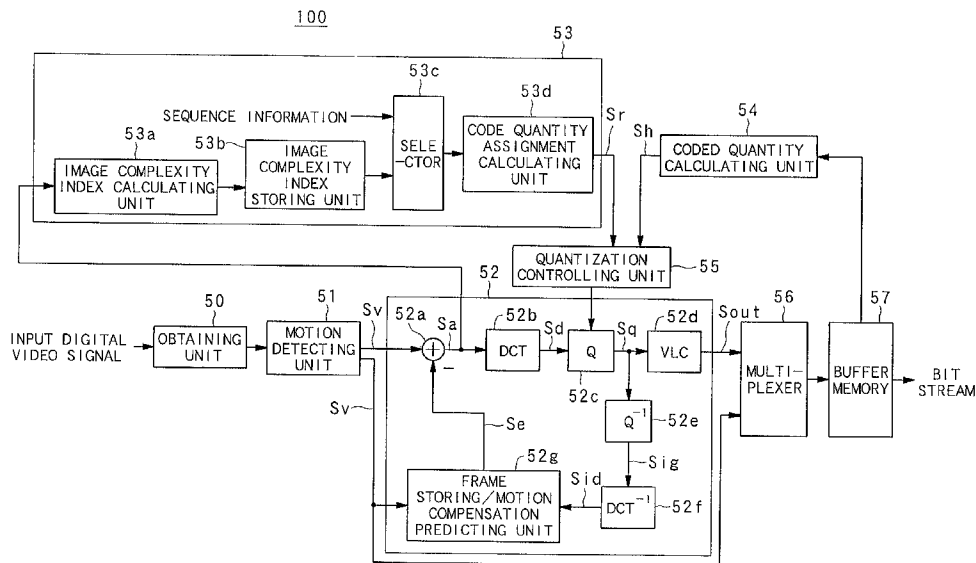 100
53
53c
53d
SEQUENCE INFORMATION
53a
53b
SELE
-CTOR
CODE QUANTITY
ASSIGNMENT
CALCULATING
UNIT
Sr
Sh
54
CODED QUANTITY
CALCULATING UNIT
IMAGE COMPLEXITY
INDEX CALCULATING
UNIT
IMAGE
COMPLEXITY
INDEX
STORING UNIT
QUANTIZATION
CONTROLLING UNIT
55
50
51
52
52a
52b
52d
56
57
INPUT DIGITAL
VIDEO SIGNAL
OBTAINING
UNIT
MOTION
DETECTING
UNIT
Sv
+
−
Sa
DCT
Sd
Q
52c
Sq
VLC
Sout
MULTI-
PLEXER
BUFFER
MEMORY
BIT
STREAM
Sv
Se
Q⁻¹
52e
Sig
52g
FRAME
STORING/MOTION
COMPENSATION
PREDICTING UNIT
Sid
DCT⁻¹
52f